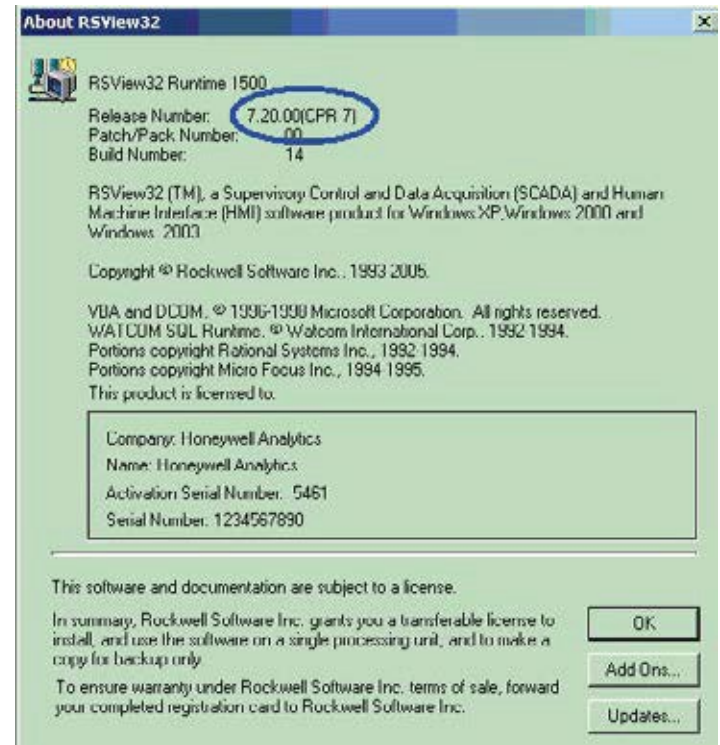 About RSView32
RSView32 Runtime 1500
Release Number: 7.20.00(CPR 7)
Patch/Pack Number: 00
Build Number: 14
RSView32 (TM), a Supervisory Control and Data Acquisition (SCADA) and Human
Machine Interface (HMI) software product for Windows XP,Windows 2000 and
Windows 2003
Copyright © Rockwell Software Inc., 1993-2005.
VBA and DCOM, © 1996-1998 Microsoft Corporation. All rights reserved.
WATCOM SQL Runtime, © Watcom International Corp., 1992-1994.
Portions copyright Rational Systems Inc., 1992-1994.
Portions copyright Micro Focus Inc., 1994-1995.
This product is licensed to:
Company: Honeywell Analytics
Name: Honeywell Analytics
Activation Serial Number: 5461
Serial Number: 1234567890
This software and documentation are subject to a license.
In summary, Rockwell Software Inc. grants you a transferable license to
install, and use the software on a single processing unit, and to make a
copy for backup only.
To ensure warranty under Rockwell Software Inc. terms of sale, forward
your completed registration card to Rockwell Software Inc.
OK
Add Ons...
Updates...